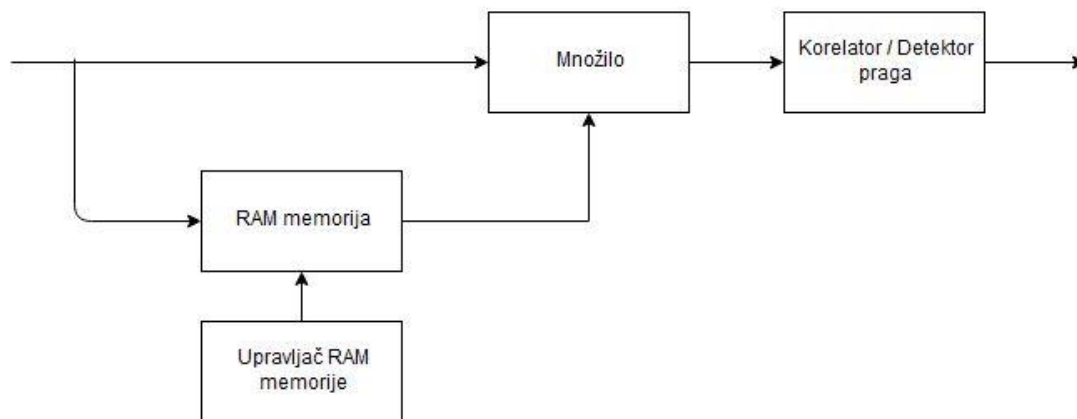 Množilo
Korelator / Detektor
praga
RAM memorija
Upravljač RAM
memorije